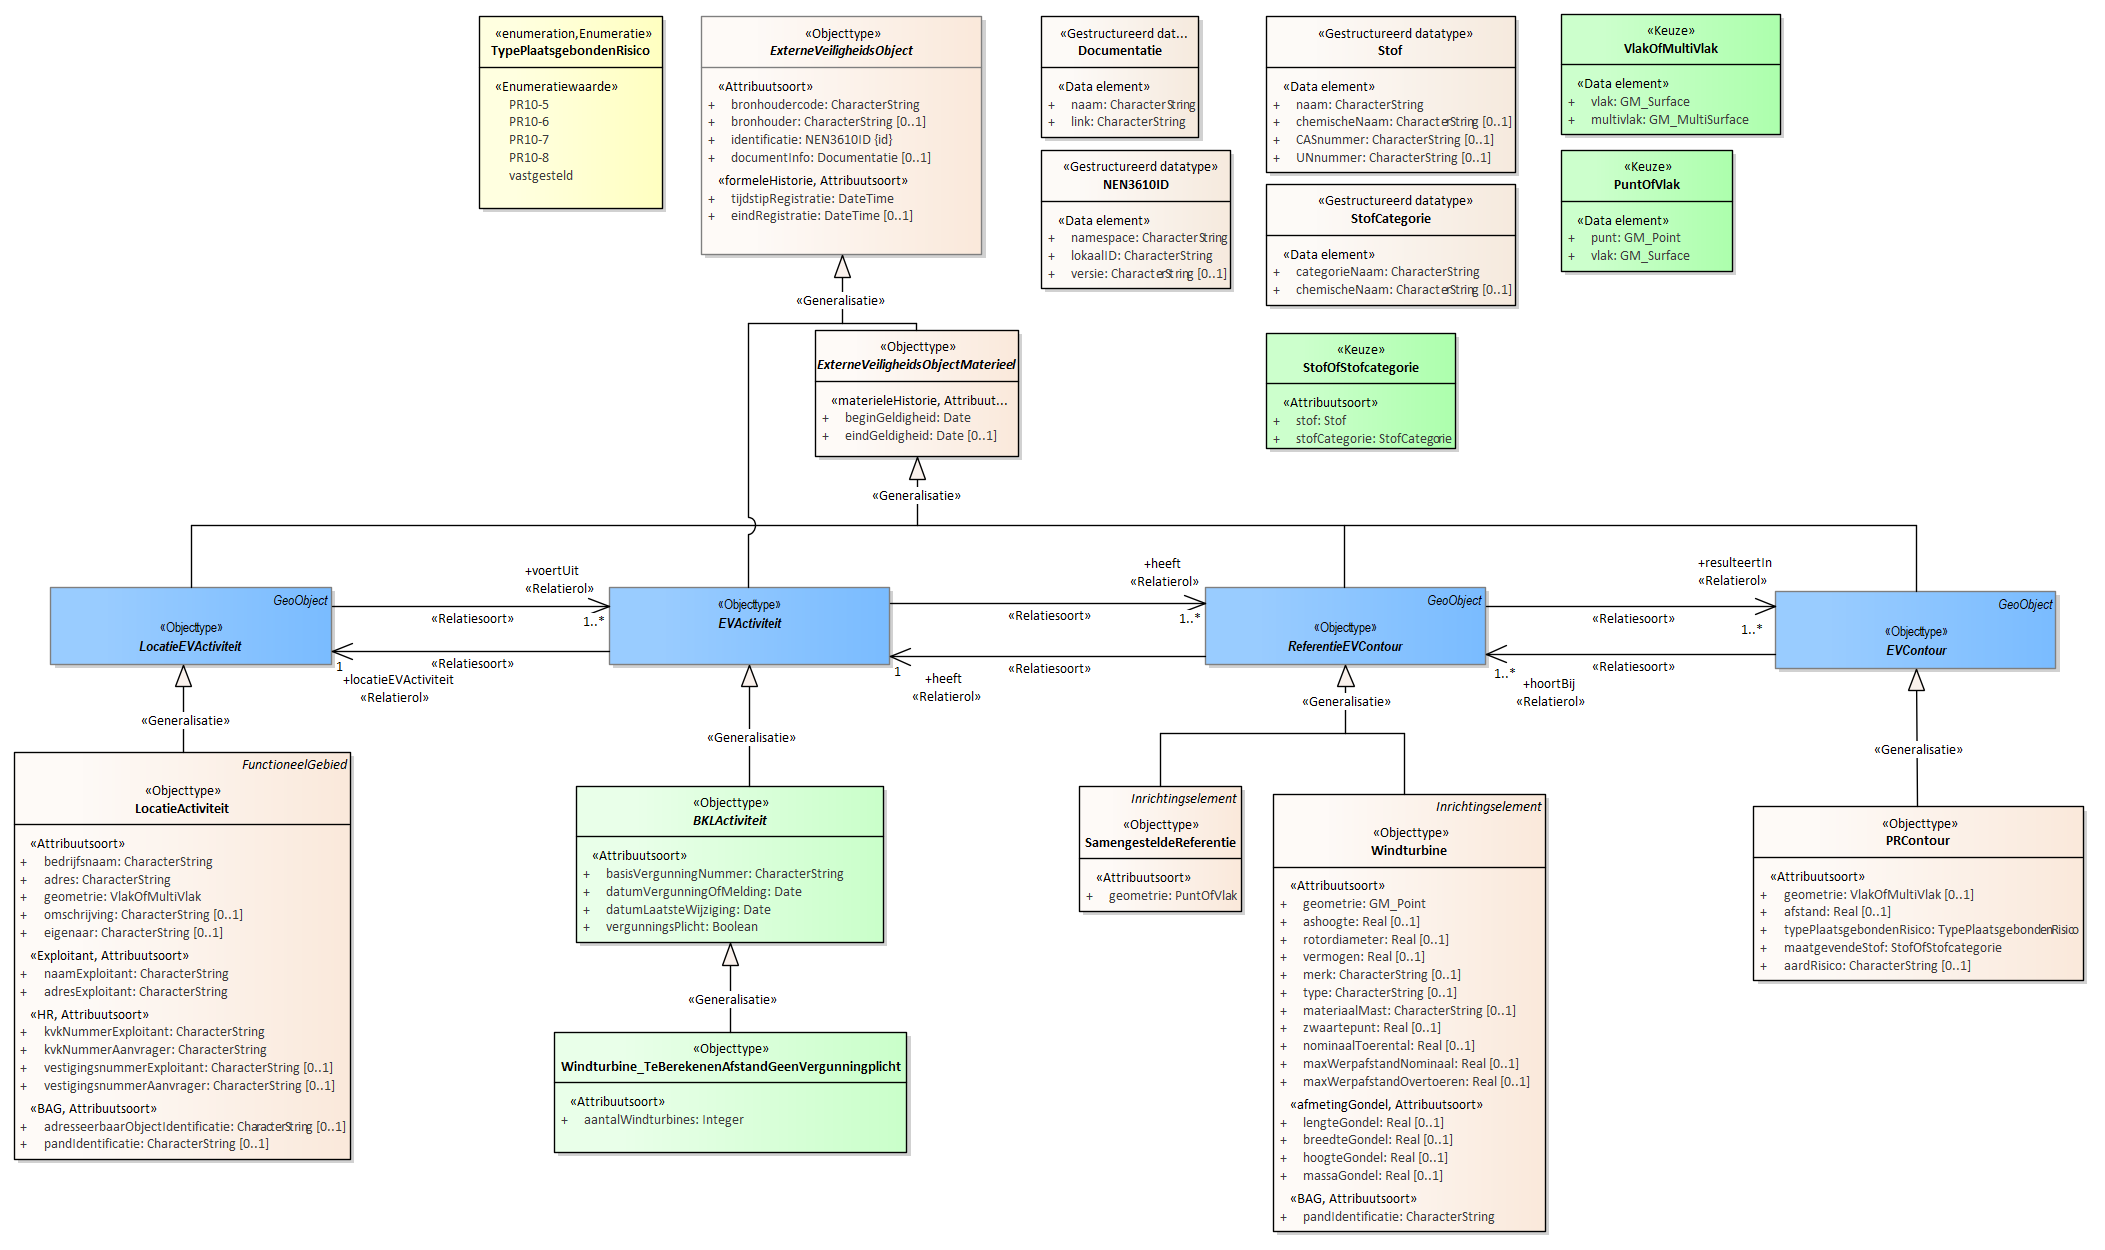 «enumeration,Enumeratie»
TypePlaatsgebondenRisico
«Enumeratiewaarde»
PR10-5
PR10-6
PR10-7
PR10-8
vastgesteld
«Objecttype»
ExterneVeiligheidsObject
«Attribuutsoort»
+ bronhoudercode: CharacterString
+ bronhouder: CharacterString [0..1]
+ identificatie: NEN3610ID {id}
+ documentInfo: Documentatie [0..1]
«formeleHistorie, Attribuutsoort»
+ tijdstipRegistratie: DateTime
+ eindRegistratie: DateTime [0..1]
«Gestructureerd dat...
Documentatie
«Data element»
+ naam: CharacterString
+ link: CharacterString
«Gestructureerd datatype»
NEN3610ID
«Data element»
+ namespace: CharacterString
+ lokaalID: CharacterString
+ versie: CharacterString [0..1]
«Gestructureerd datatype»
Stof
«Data element»
+ naam: CharacterString
+ chemischeNaam: CharacterString [0..1]
+ CASnummer: CharacterString [0..1]
+ UNnummer: CharacterString [0..1]
«Gestructureerd datatype»
StofCategorie
«Data element»
+ categorieNaam: CharacterString
+ chemischeNaam: CharacterString [0..1]
«Keuze»
StofOfStofcategorie
«Attribuutsoort»
+ stof: Stof
+ stofCategorie: StofCategorie
«Keuze»
VlakOfMultiVlak
«Data element»
+ vlak: GM_Surface
+ multivlak: GM_MultiSurface
«Keuze»
PuntOfVlak
«Data element»
+ punt: GM_Point
+ vlak: GM_Surface
«Generalisatie»
«Objecttype»
ExterneVeiligheidsObjectMaterieel
«materieleHistorie, Attribuut...
+ beginGeldigheid: Date
+ eindGeldigheid: Date [0..1]
«Generalisatie»
GeoObject
«Objecttype»
LocatieEVActiviteit
+voertUit
«Relatierol»
1..*
«Relatiesoort»
«Relatiesoort»
1
+locatieEVActiviteit
«Relatierol»
«Objecttype»
EVActiviteit
+heeft
«Relatierol»
1..*
«Relatiesoort»
«Relatiesoort»
1
+heeft
«Relatierol»
GeoObject
«Objecttype»
ReferentieEVContour
+resulteertIn
«Relatierol»
1..*
«Relatiesoort»
«Relatiesoort»
1..*
+hoortBij
«Relatierol»
GeoObject
«Objecttype»
EVContour
«Generalisatie»
«Generalisatie»
«Generalisatie»
«Generalisatie»
FunctioneelGebied
«Objecttype»
LocatieActiviteit
«Attribuutsoort»
+ bedrijfsnaam: CharacterString
+ adres: CharacterString
+ geometrie: VlakOfMultiVlak
+ omschrijving: CharacterString [0..1]
+ eigenaar: CharacterString [0..1]
«Exploitant, Attribuutsoort»
+ naamExploitant: CharacterString
+ adresExploitant: CharacterString
«HR, Attribuutsoort»
+ kvkNummerExploitant: CharacterString
+ kvkNummerAanvrager: CharacterString
+ vestigingsnummerExploitant: CharacterString [0..1]
+ vestigingsnummerAanvrager: CharacterString [0..1]
«BAG, Attribuutsoort»
+ adresseerbaarObjectIdentificatie: CharacterString [0..1]
+ pandIdentificatie: CharacterString [0..1]
«Objecttype»
BKLActiviteit
«Attribuutsoort»
+ basisVergunningNummer: CharacterString
+ datumVergunningOfMelding: Date
+ datumLaatsteWijziging: Date
+ vergunningsPlicht: Boolean
«Generalisatie»
«Objecttype»
Windturbine_TeBerekenenAfstandGeenVergunningplicht
«Attribuutsoort»
+ aantalWindturbines: Integer
Inrichtingselement
«Objecttype»
SamengesteldeReferentie
«Attribuutsoort»
+ geometrie: PuntOfVlak
Inrichtingselement
«Objecttype»
Windturbine
«Attribuutsoort»
+ geometrie: GM_Point
+ ashoogte: Real [0..1]
+ rotordiameter: Real [0..1]
+ vermogen: Real [0..1]
+ merk: CharacterString [0..1]
+ type: CharacterString [0..1]
+ materiaalMast: CharacterString [0..1]
+ zwaartepunt: Real [0..1]
+ nominaalToerental: Real [0..1]
+ maxWerpafstandNominaal: Real [0..1]
+ maxWerpafstandOvertoeren: Real [0..1]
«afmetingGondel, Attribuutsoort»
+ lengteGondel: Real [0..1]
+ breedteGondel: Real [0..1]
+ hoogteGondel: Real [0..1]
+ massaGondel: Real [0..1]
«BAG, Attribuutsoort»
+ pandIdentificatie: CharacterString
«Objecttype»
PRContour
«Attribuutsoort»
+ geometrie: VlakOfMultiVlak [0..1]
+ afstand: Real [0..1]
+ typePlaatsgebondenRisico: TypePlaatsgebondenRisico
+ maatgevendeStof: StofOfStofcategorie
+ aardRisico: CharacterString [0..1]